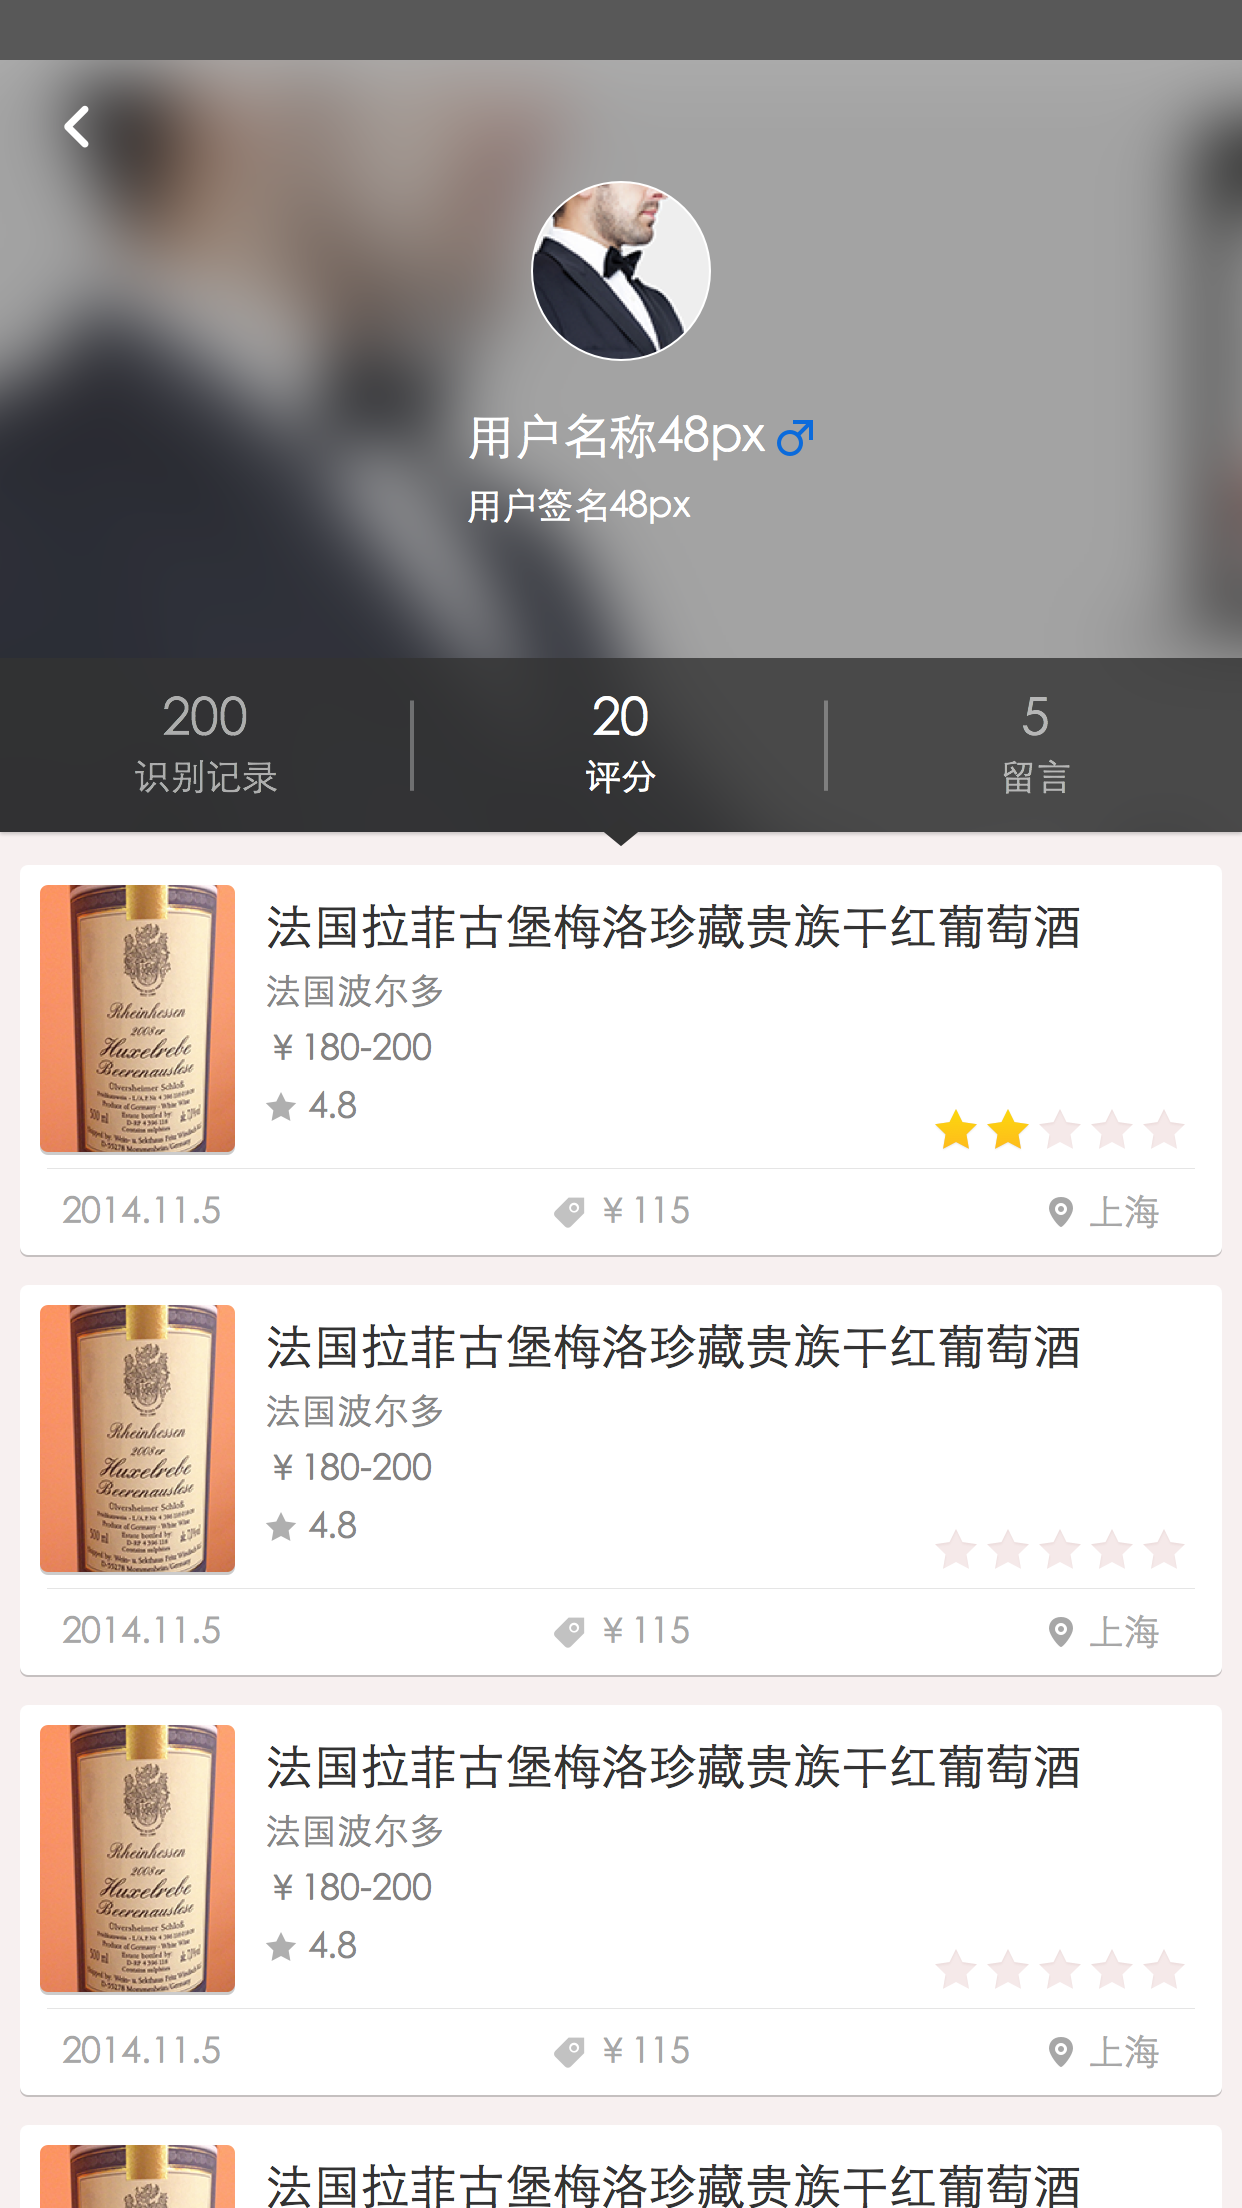 用户名称48px
用户签名48px
200
20
5
识别记录
评分
留言
法国拉菲古堡梅洛珍藏贵族干红葡萄酒
法国波尔多
¥ 180-200
4.8
Rheinhessen
2008er
Huxelrebe
Beerenauslese
Ülversheimer Schloß
2014.11.5
¥ 115
上海
法国拉菲古堡梅洛珍藏贵族干红葡萄酒
法国波尔多
¥ 180-200
4.8
Rheinhessen
2008er
Huxelrebe
Beerenauslese
Ülversheimer Schloß
2014.11.5
¥ 115
上海
法国拉菲古堡梅洛珍藏贵族干红葡萄酒
法国波尔多
¥ 180-200
4.8
Rheinhessen
2008er
Huxelrebe
Beerenauslese
Ülversheimer Schloß
2014.11.5
¥ 115
上海
法国拉菲古堡梅洛珍藏贵族干红葡萄酒